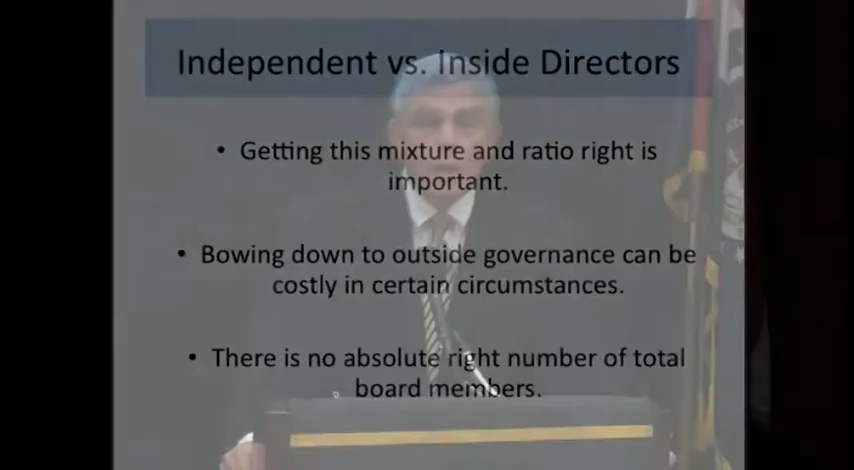 Independent vs. Inside Directors
• Getting this mixture and ratio right is
important.
• Bowing down to outside governance can be
costly in certain circumstances.
• There is no absolute right number of total
board members.